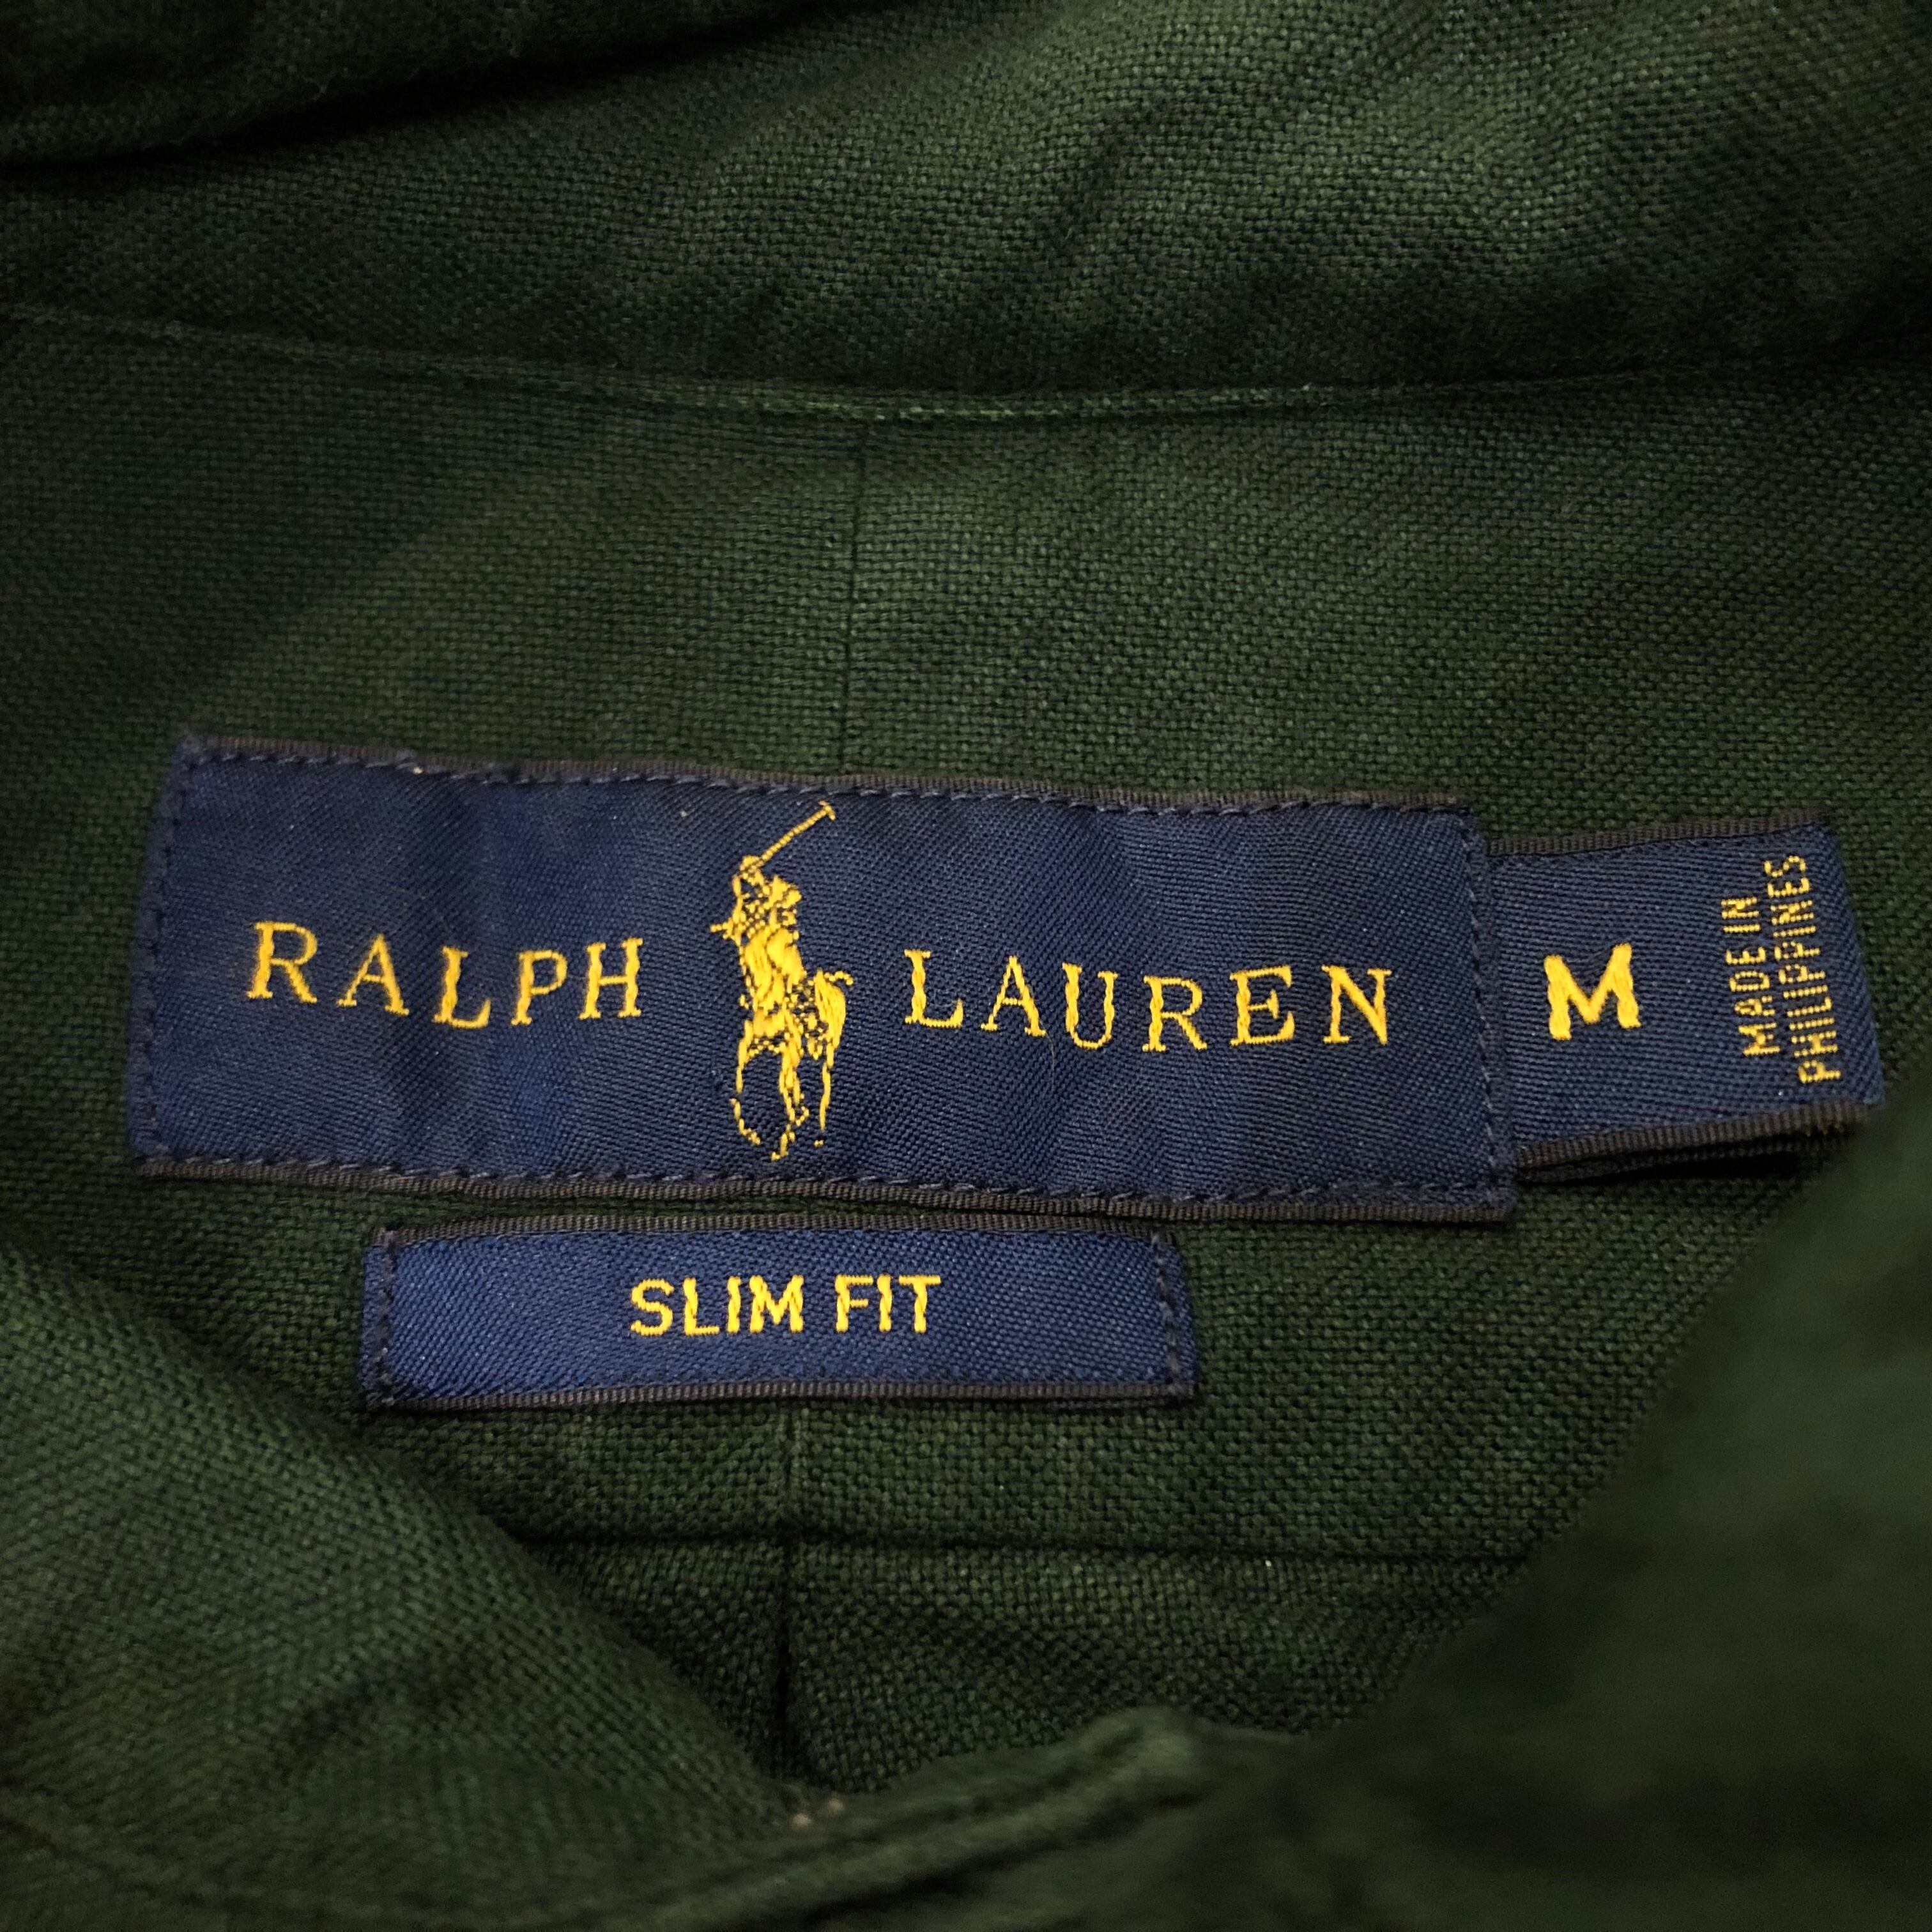 RALPH LAUREN
M
MADE IN
PHILIPPINES
SLIM FIT